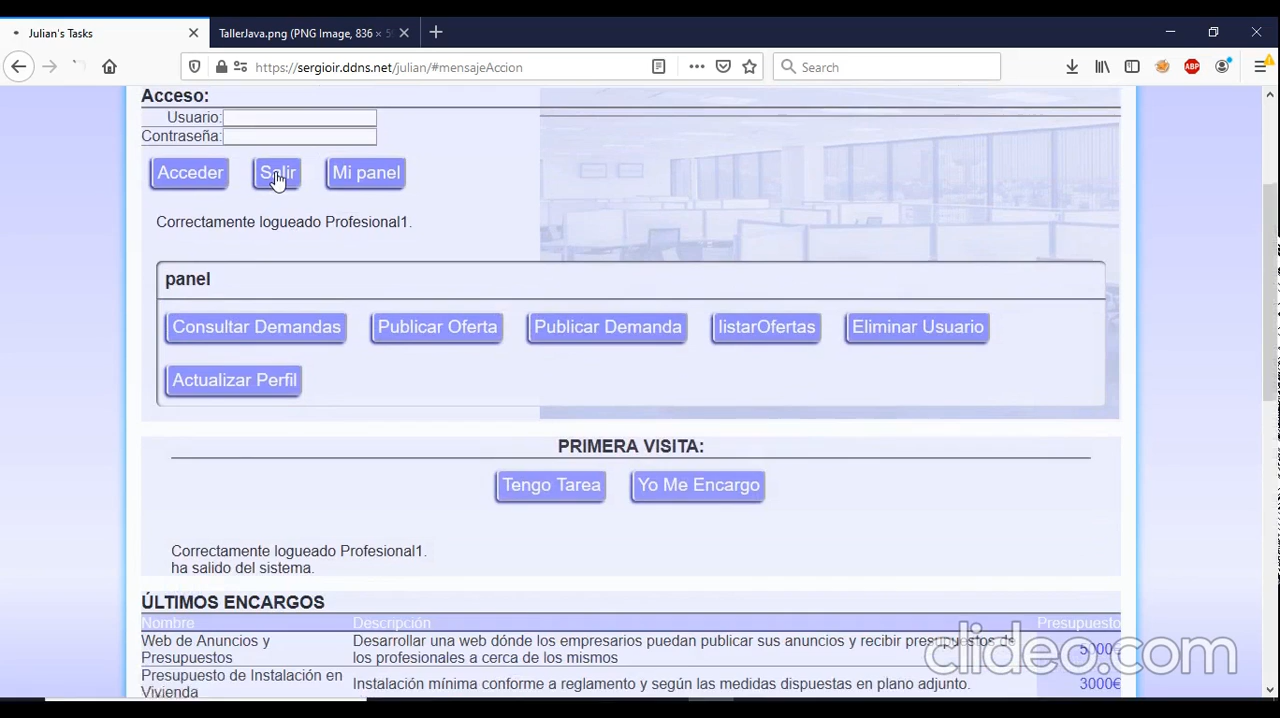 Julian's Tasks
TallerJava.png (PNG Image, 836 ×
https://sergioir.ddns.net/julian/#mensajeAccion
Search
ABP
Acceso:
Usuario:
Contraseña:
Acceder Salir Mi panel
Correctamente logueado Profesional1.
panel
Consultar Demandas Publicar Oferta Publicar Demanda listarOfertas Eliminar Usuario
Actualizar Perfil
PRIMERA VISITA:
Tengo Tarea Yo Me Encargo
Correctamente logueado Profesional1.
ha salido del sistema.
ÚLTIMOS ENCARGOS
Nombre Descripción Presupuesto
Web de Anuncios y Presupuestos Desarrollar una web dónde los empresarios puedan publicar sus anuncios y recibir presupuestos de los profesionales a cerca de los mismos 5000€
Presupuesto de Instalación en Vivienda Instalación mínima conforme a reglamento y según las medidas dispuestas en plano adjunto. 3000€
clideo.com